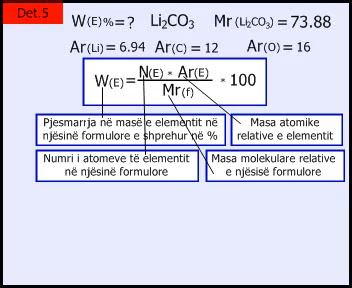 Det.5
W(E)%=? Li2CO3 Mr(Li2CO3)=73.88
Ar(Li)= 6.94 Ar(C)= 12 Ar(O)= 16
W(E)= N(E) * Ar(E) / Mr(f) * 100
Pjesmarrja në masë e elementit në
njësinë formulore e shprehur në %
Masa atomike
relative e elementit
Numri i atomeve të elementit
në njësinë formulore
Masa molekulare relative
e njësisë formulore